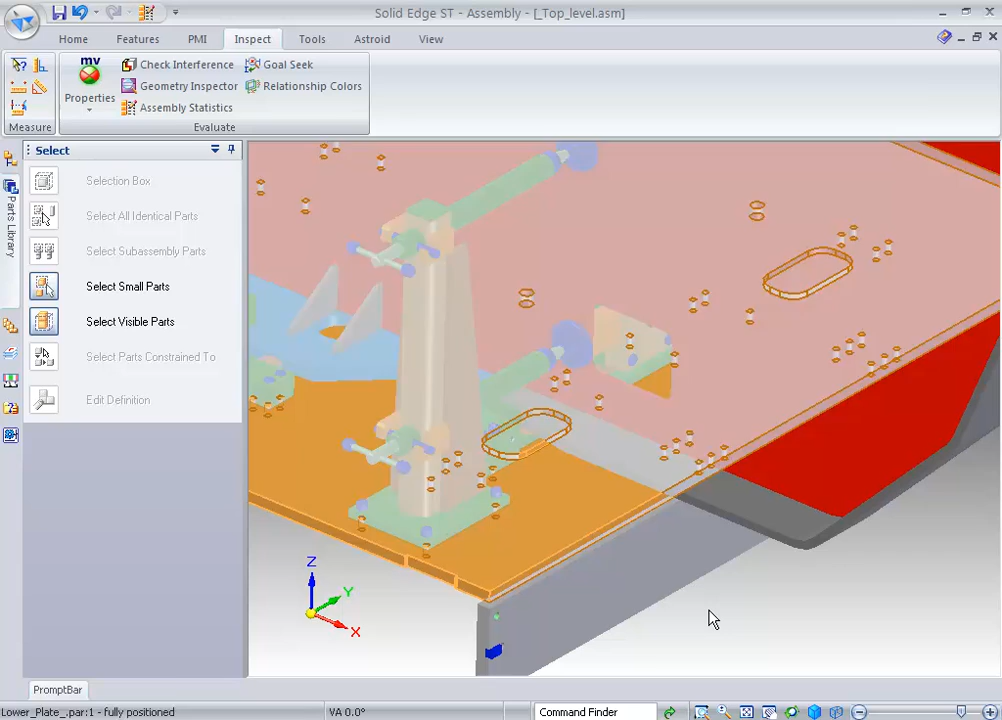 Solid Edge ST - Assembly - [_Top_level.asm]
Home Features PMI Inspect Tools Astroid View
mv
Properties
Check Interference
Geometry Inspector
Assembly Statistics
Goal Seek
Relationship Colors
Measure
Evaluate
Select
Parts Library
Selection Box
Select All Identical Parts
Select Subassembly Parts
Select Small Parts
Select Visible Parts
Select Parts Constrained To
Edit Definition
Z
Y
X
PromptBar
Lower_Plate_.par:1 - fully positioned
VA 0.0°
Command Finder